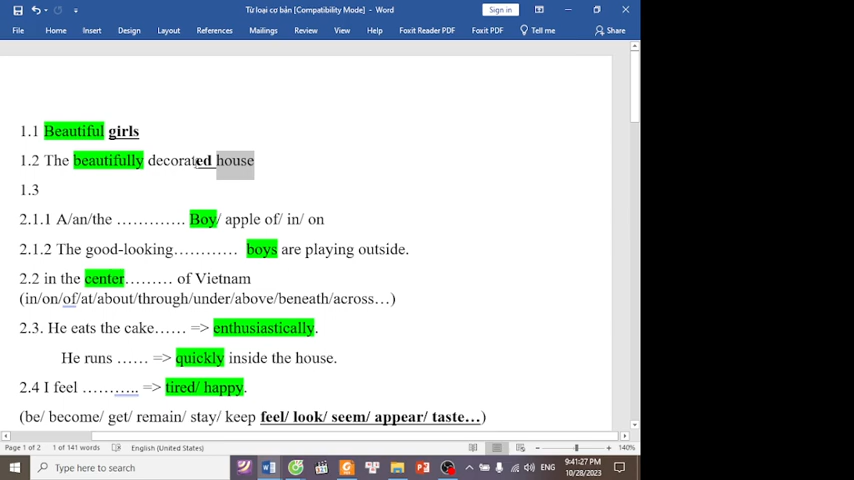 Từ loại cơ bản [Compatibility Mode] - Word
Sign in
File Home Insert Design Layout References Mailings Review View Help Foxit Reader PDF Foxit PDF Tell me Share
1.1 Beautiful girls
1.2 The beautifully decorated house
1.3
2.1.1 A/an/the …………. Boy/ apple of/ in/ on
2.1.2 The good-looking………… boys are playing outside.
2.2 in the center……… of Vietnam
(in/on/of/at/about/through/under/above/beneath/across…)
2.3. He eats the cake…… => enthusiastically.
He runs …… => quickly inside the house.
2.4 I feel ……….. => tired/ happy.
(be/ become/ get/ remain/ stay/ keep feel/ look/ seem/ appear/ taste…)
Page 1 of 2 1 of 141 words English (United States) 140%
Type here to search
ENG
9:41:27 PM
10/28/2023